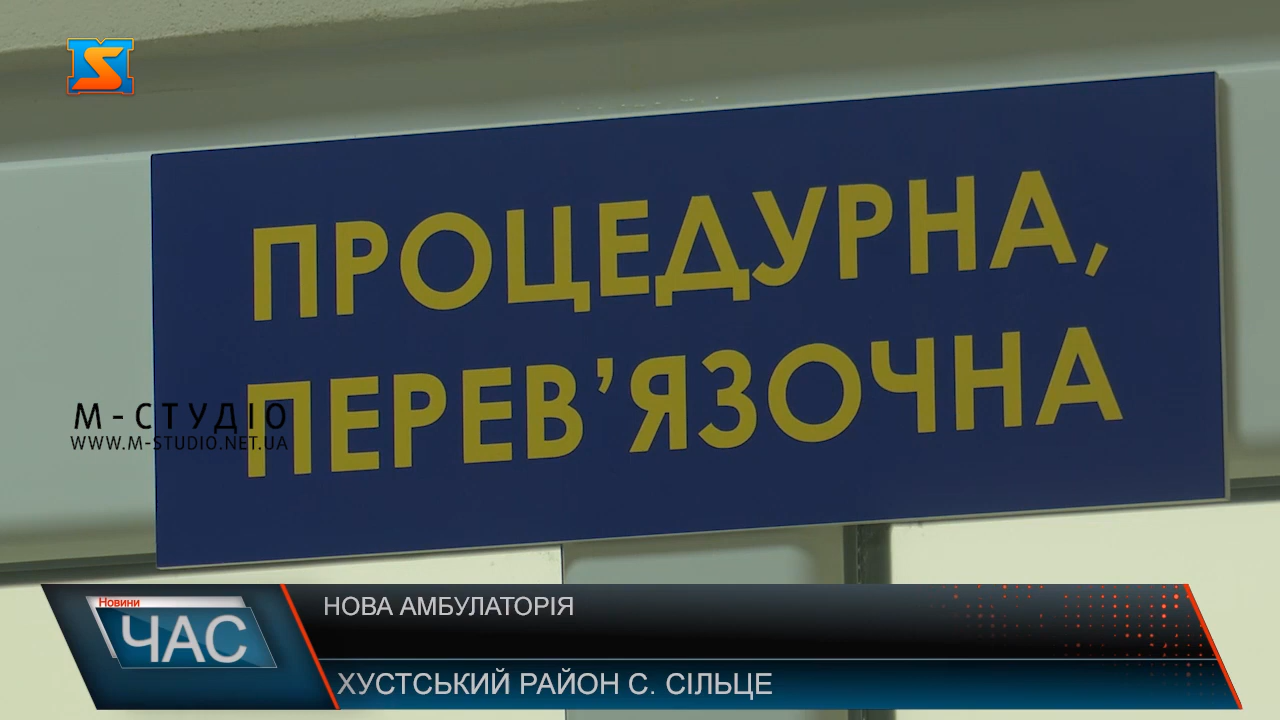 ПРОЦЕДУРНА,
ПЕРЕВ’ЯЗОЧНА
М-СТУДІО
WWW.M-STUDIO.NET.UA
Новини
ЧАС
НОВА АМБУЛАТОРІЯ
ХУСТСЬКИЙ РАЙОН С. СІЛЬЦЕ